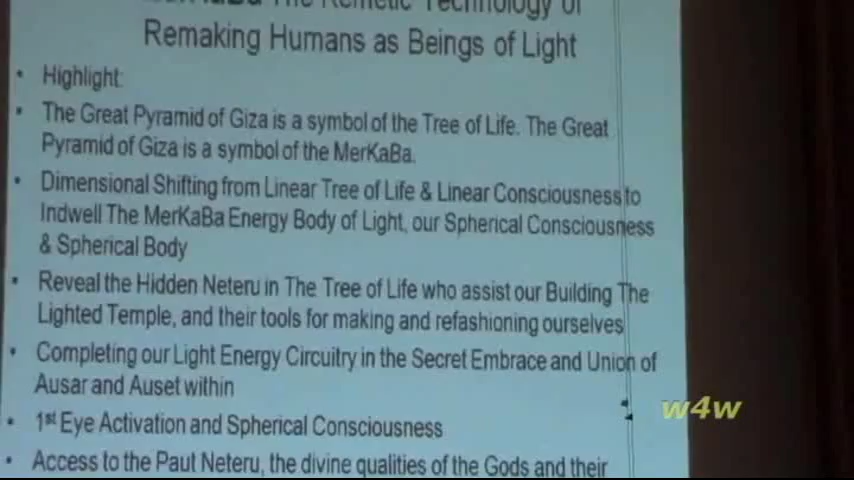 The Kemetic Technology of
Remaking Humans as Beings of Light
• Highlight:
• The Great Pyramid of Giza is a symbol of the Tree of Life. The Great
Pyramid of Giza is a symbol of the MerKaBa.
• Dimensional Shifting from Linear Tree of Life & Linear Consciousness to
Indwell The MerKaBa Energy Body of Light, our Spherical Consciousness
& Spherical Body
• Reveal the Hidden Neteru in The Tree of Life who assist our Building The
Lighted Temple, and their tools for making and refashioning ourselves
• Completing our Light Energy Circuitry in the Secret Embrace and Union of
Ausar and Auset within
• 1st Eye Activation and Spherical Consciousness
• Access to the Paut Neteru, the divine qualities of the Gods and their
w4w